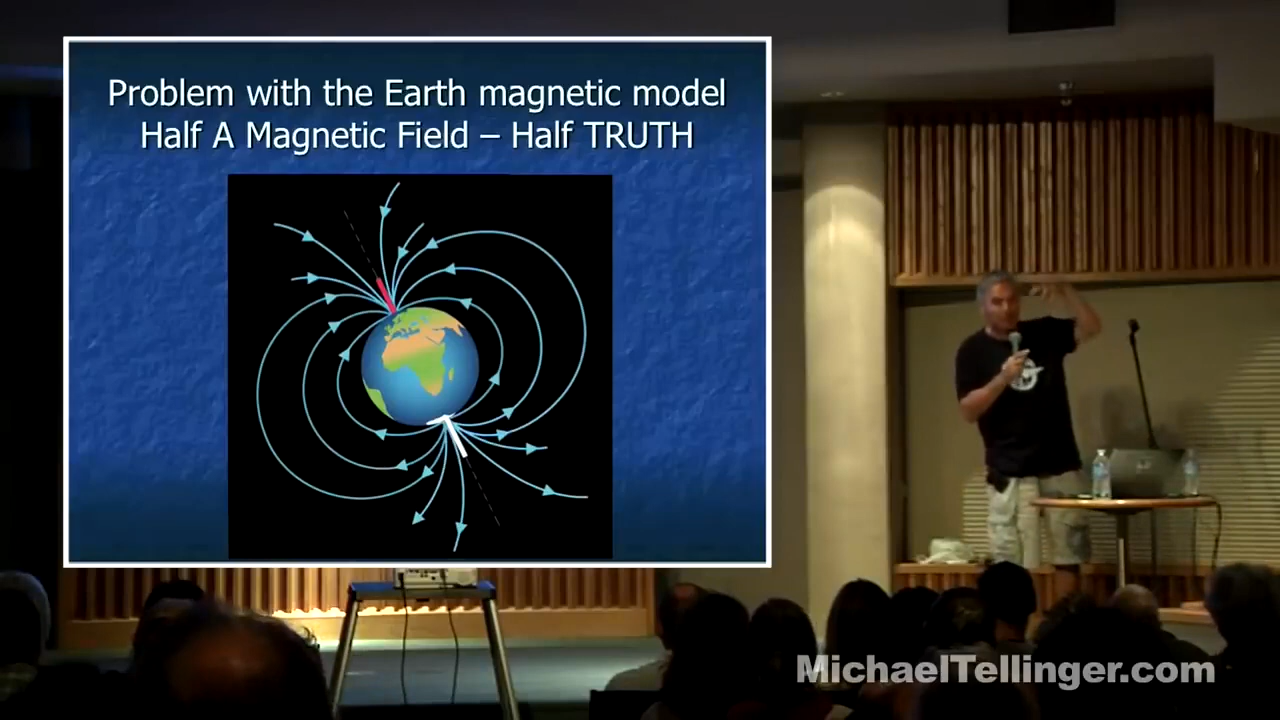 Problem with the Earth magnetic model
Half A Magnetic Field – Half TRUTH
MichaelTellinger.com